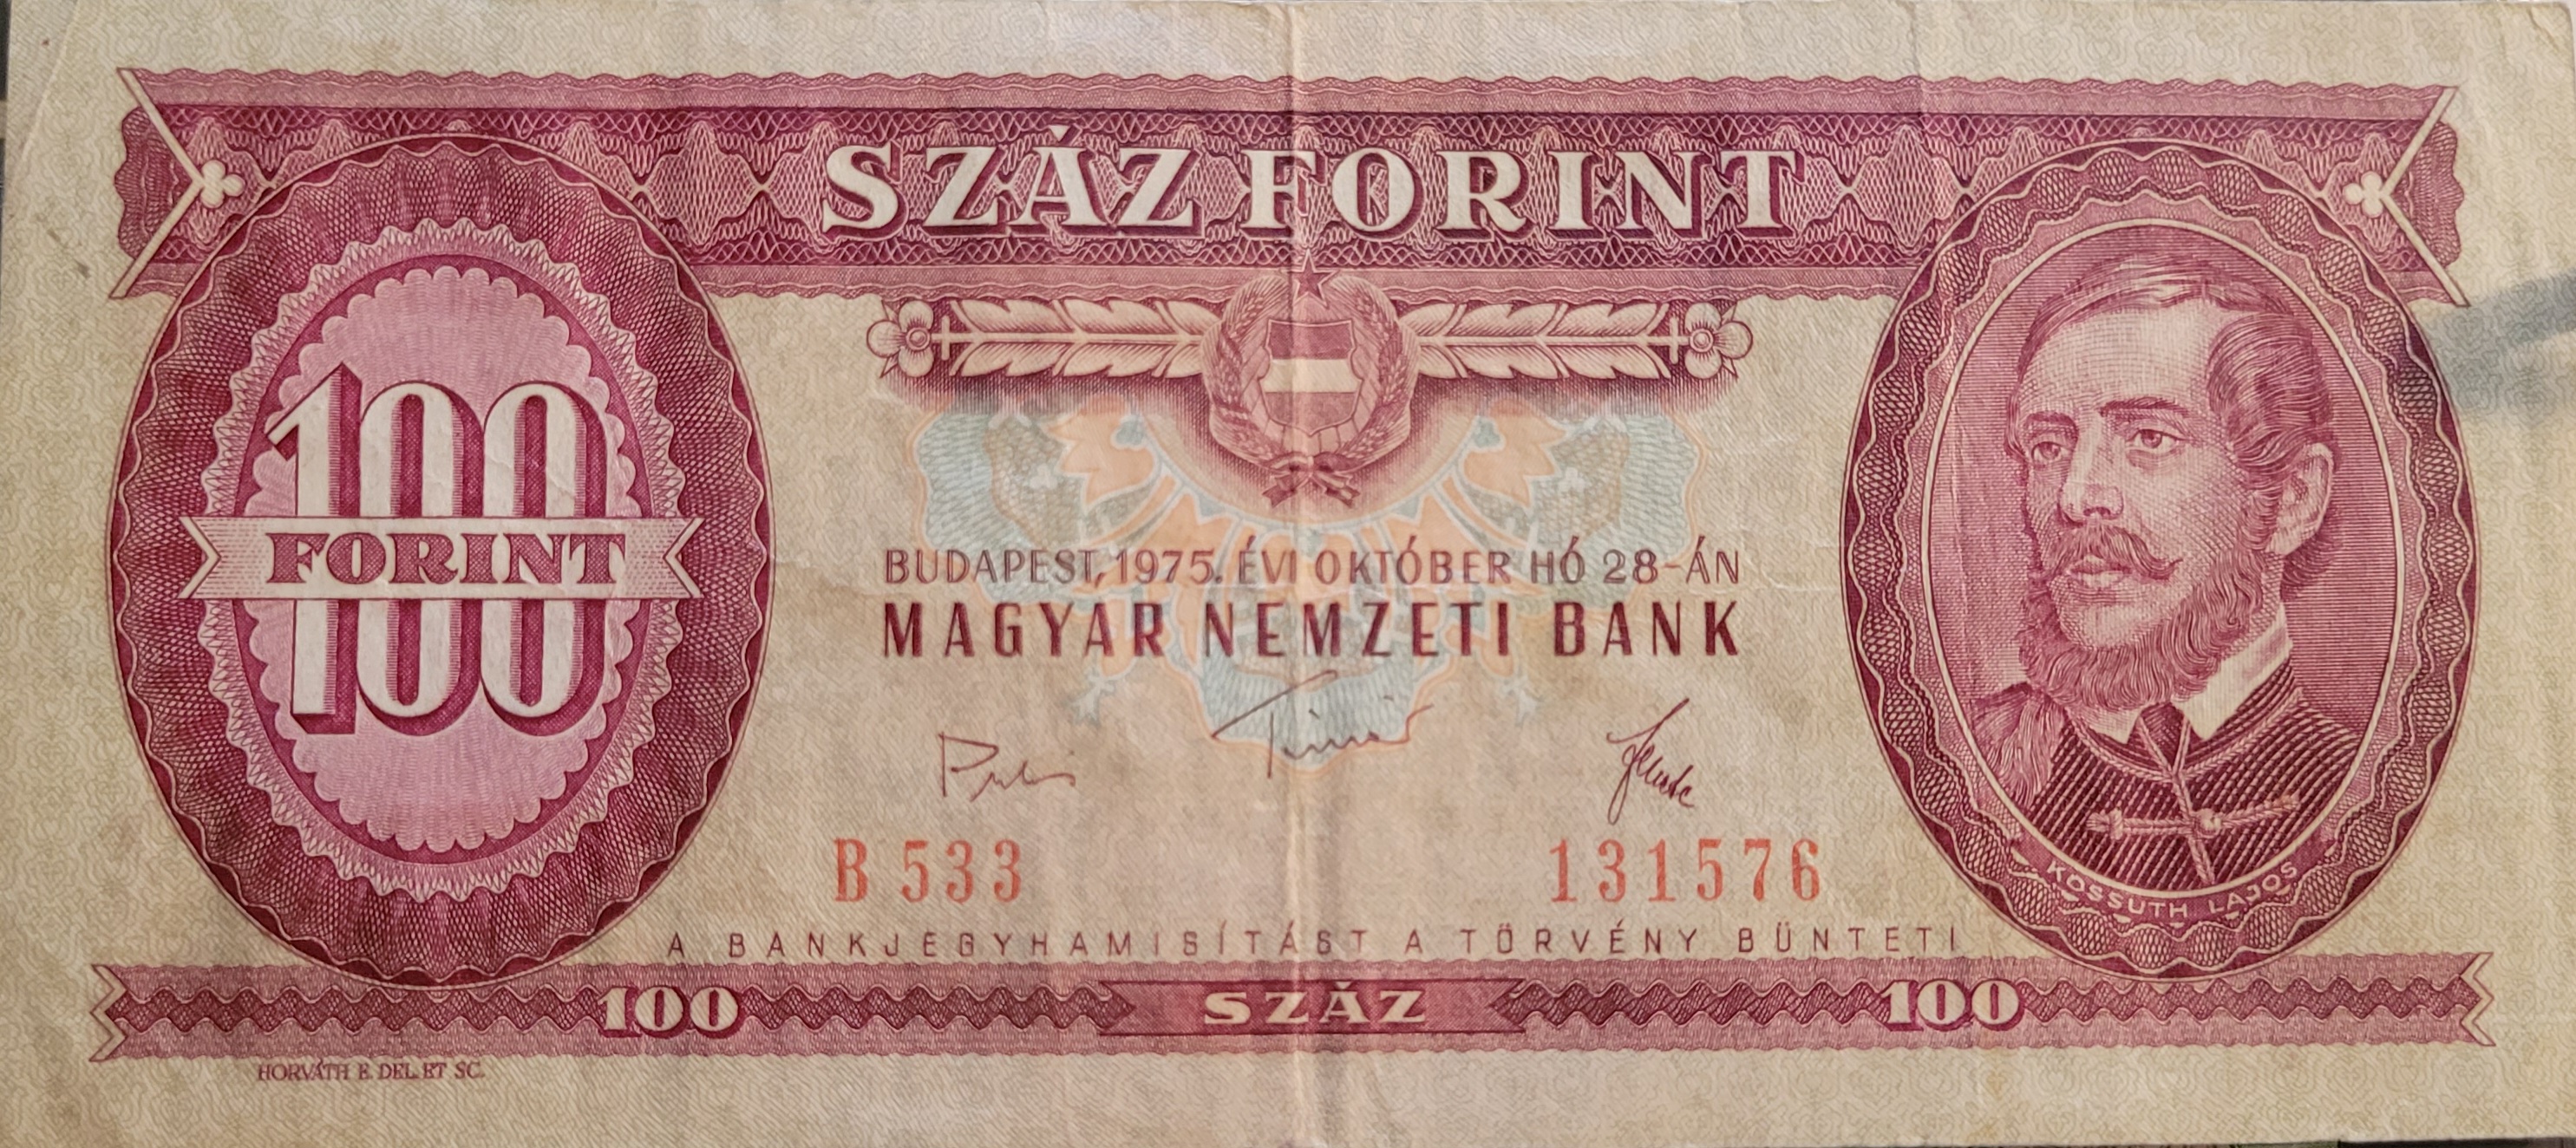 SZÁZ FORINT
100
FORINT
100
BUDAPEST, 1975. ÉVI OKTÓBER HÓ 28-ÁN
MAGYAR NEMZETI BANK
B 533 131576
KOSSUTH LAJOS
A BANKJEGYHAMISÍTÁST A TÖRVÉNY BÜNTETI
100 SZÁZ 100
HORVÁTH E. DEL. ET SC.